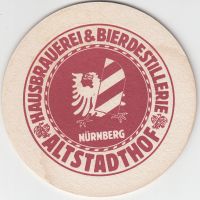 HAUSBRAUEREI & BIERDESTILLERIE
NÜRNBERG
ALTSTADTHOF